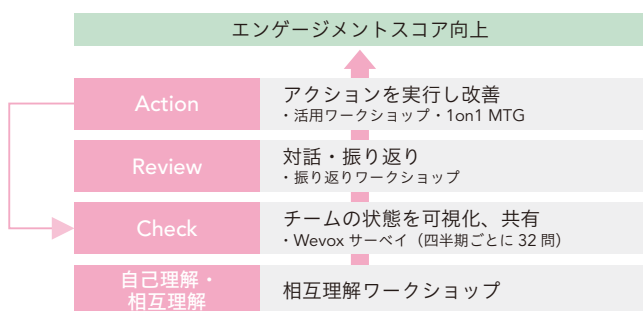 エンゲージメントスコア向上
Action
アクションを実行し改善
・活用ワークショップ・1on1 MTG
Review
対話・振り返り
・振り返りワークショップ
Check
チームの状態を可視化、共有
・Wevox サーベイ（四半期ごとに 32 問）
自己理解・
相互理解
相互理解ワークショップ